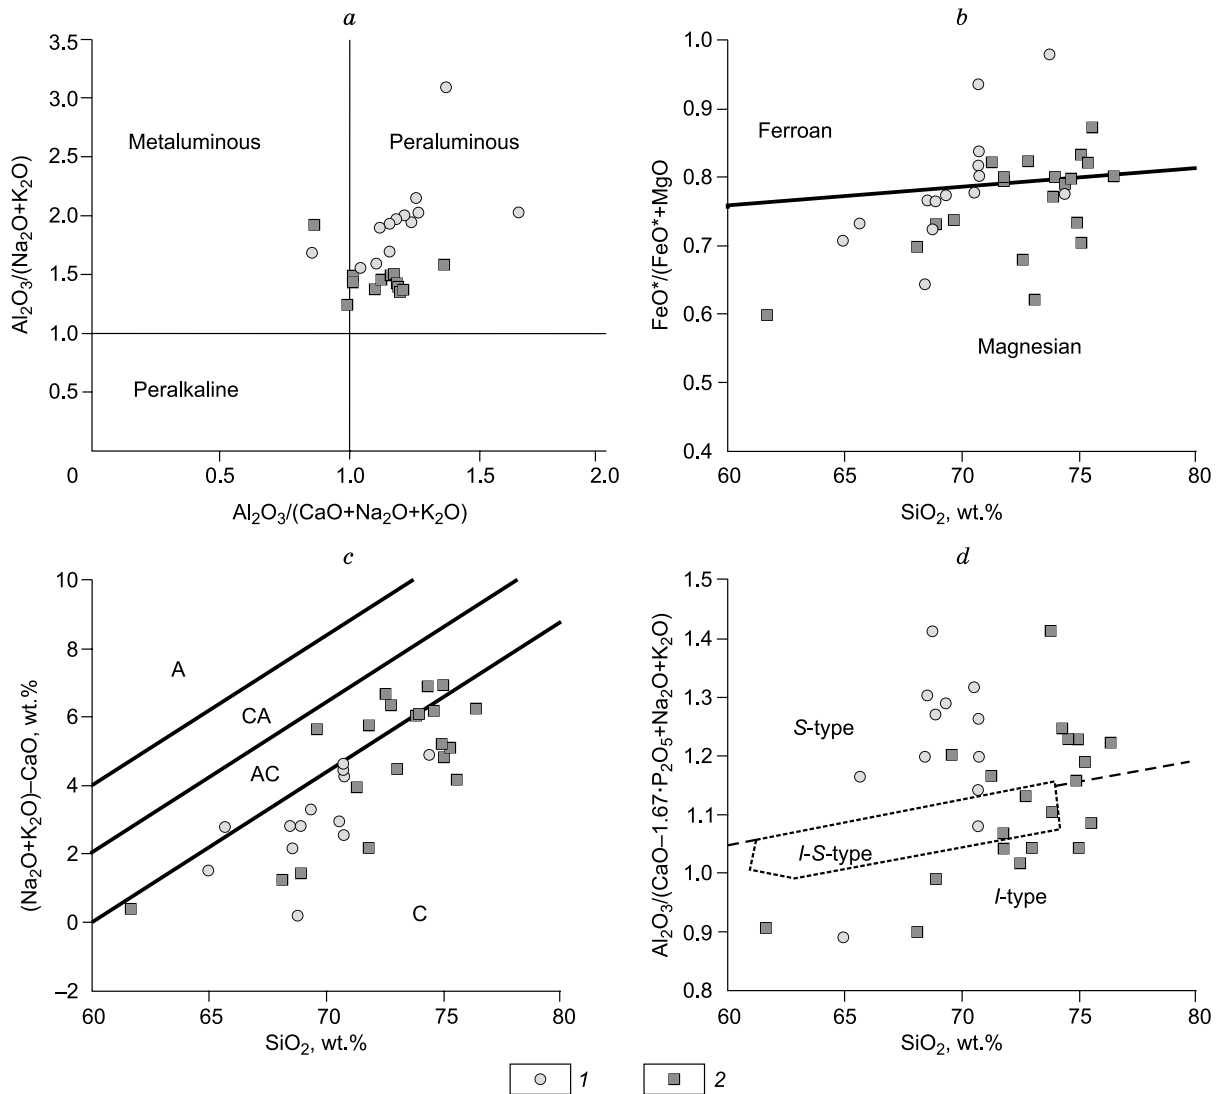 a
3.5
3.0
2.5
2.0
1.5
1.0
0.5
0
0.5
1.0
1.5
2.0
Metaluminous
Peraluminous
Peralkaline
Al₂O₃/(Na₂O+K₂O)
Al₂O₃/(CaO+Na₂O+K₂O)
b
1.0
0.9
0.8
0.7
0.6
0.5
0.4
60
65
70
75
80
Ferroan
Magnesian
FeO*/(FeO*+MgO
SiO₂, wt.%
c
10
8
6
4
2
0
–2
60
65
70
75
80
A
CA
AC
C
(Na₂O+K₂O)–CaO, wt.%
SiO₂, wt.%
d
1.5
1.4
1.3
1.2
1.1
1.0
0.9
0.8
60
65
70
75
80
S-type
I-S-type
I-type
Al₂O₃/(CaO–1.67·P₂O₅+Na₂O+K₂O)
SiO₂, wt.%
1
2